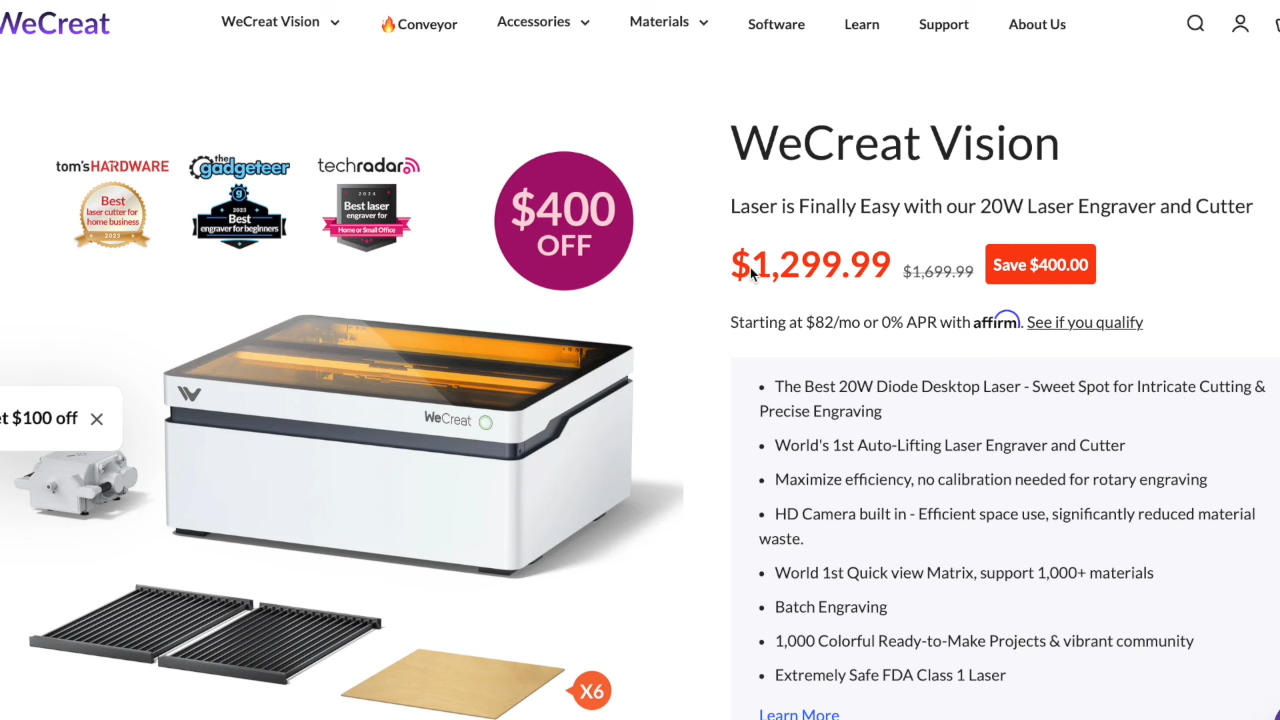 WeCreat
WeCreat Vision
🔥Conveyor
Accessories
Materials
Software
Learn
Support
About Us
tom'sHARDWARE
the gadgeteer
techradar
Best
laser cutter for
home business
2023
9
2023
Best
engraver for beginners
2024
Best laser
engraver for
Home or Small Office
$400
OFF
WeCreat Vision
Laser is Finally Easy with our 20W Laser Engraver and Cutter
$1,299.99 $1,699.99 Save $400.00
Starting at $82/mo or 0% APR with affirm. See if you qualify
• The Best 20W Diode Desktop Laser - Sweet Spot for Intricate Cutting &
Precise Engraving
• World's 1st Auto-Lifting Laser Engraver and Cutter
• Maximize efficiency, no calibration needed for rotary engraving
• HD Camera built in - Efficient space use, significantly reduced material
waste.
• World 1st Quick view Matrix, support 1,000+ materials
• Batch Engraving
• 1,000 Colorful Ready-to-Make Projects & vibrant community
• Extremely Safe FDA Class 1 Laser
Learn More
$100 off
WeCreat
X6